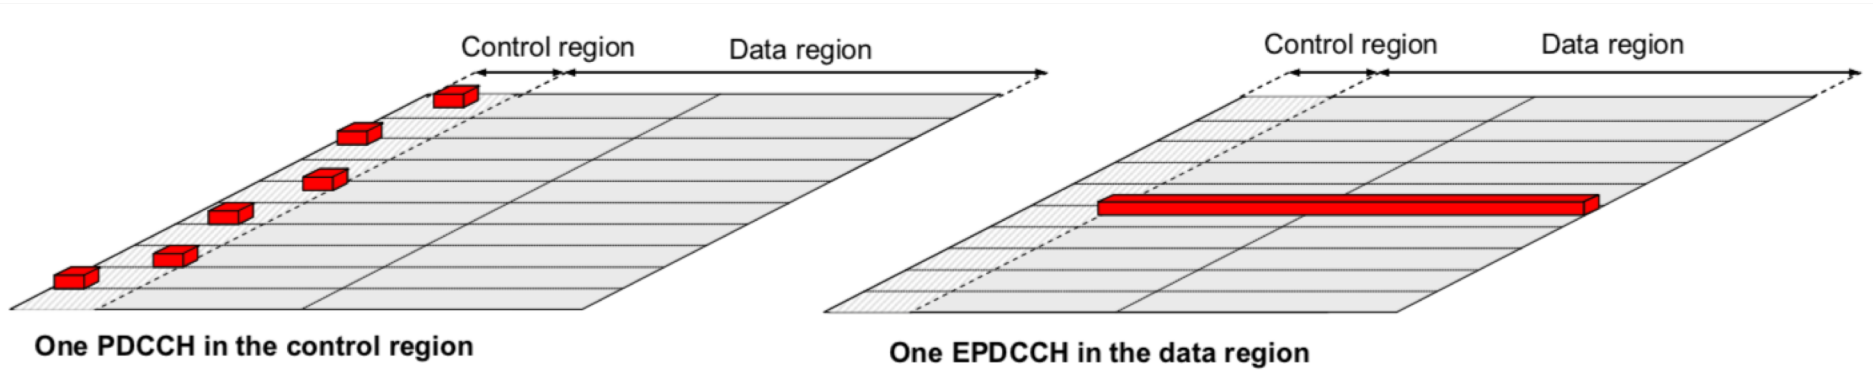 Control region
Data region
Control region
Data region
One PDCCH in the control region
One EPDCCH in the data region